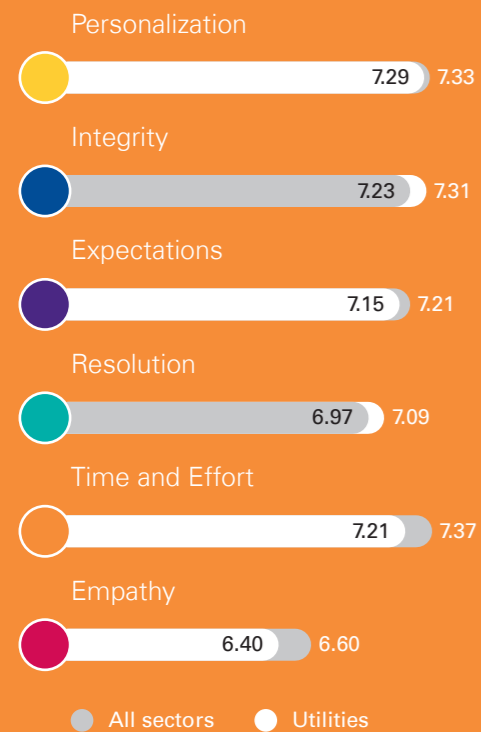 Personalization
7.29 7.33
Integrity
7.23 7.31
Expectations
7.15 7.21
Resolution
6.97 7.09
Time and Effort
7.21 7.37
Empathy
6.40 6.60
All sectors Utilities